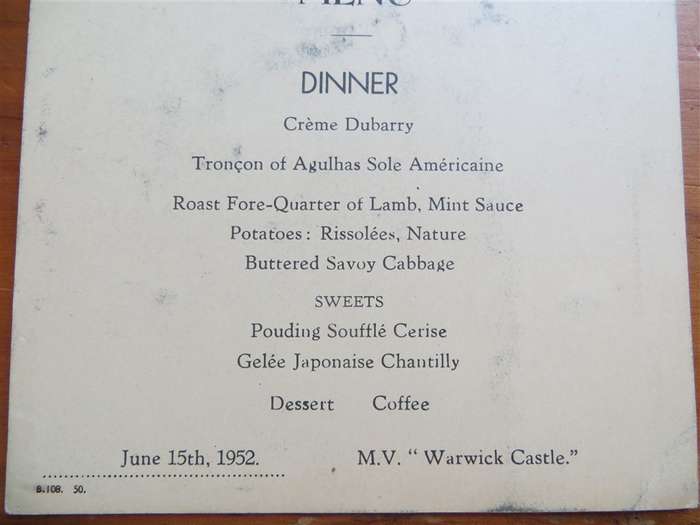 MENU
DINNER
Crème Dubarry
Tronçon of Agulhas Sole Américaine
Roast Fore-Quarter of Lamb, Mint Sauce
Potatoes: Rissolées, Nature
Buttered Savoy Cabbage
SWEETS
Pouding Soufflé Cerise
Gelée Japonaise Chantilly
Dessert Coffee
June 15th, 1952. M.V. “ Warwick Castle.”
B.108. 50.